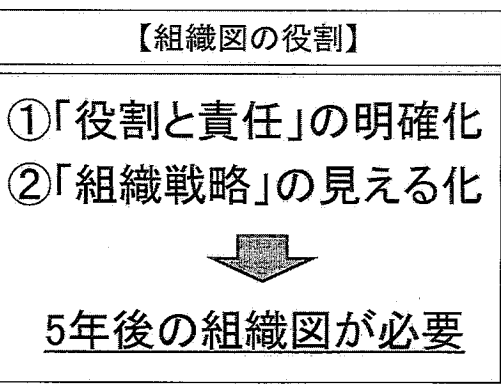 【組織図の役割】
①「役割と責任」の明確化
②「組織戦略」の見える化
5年後の組織図が必要